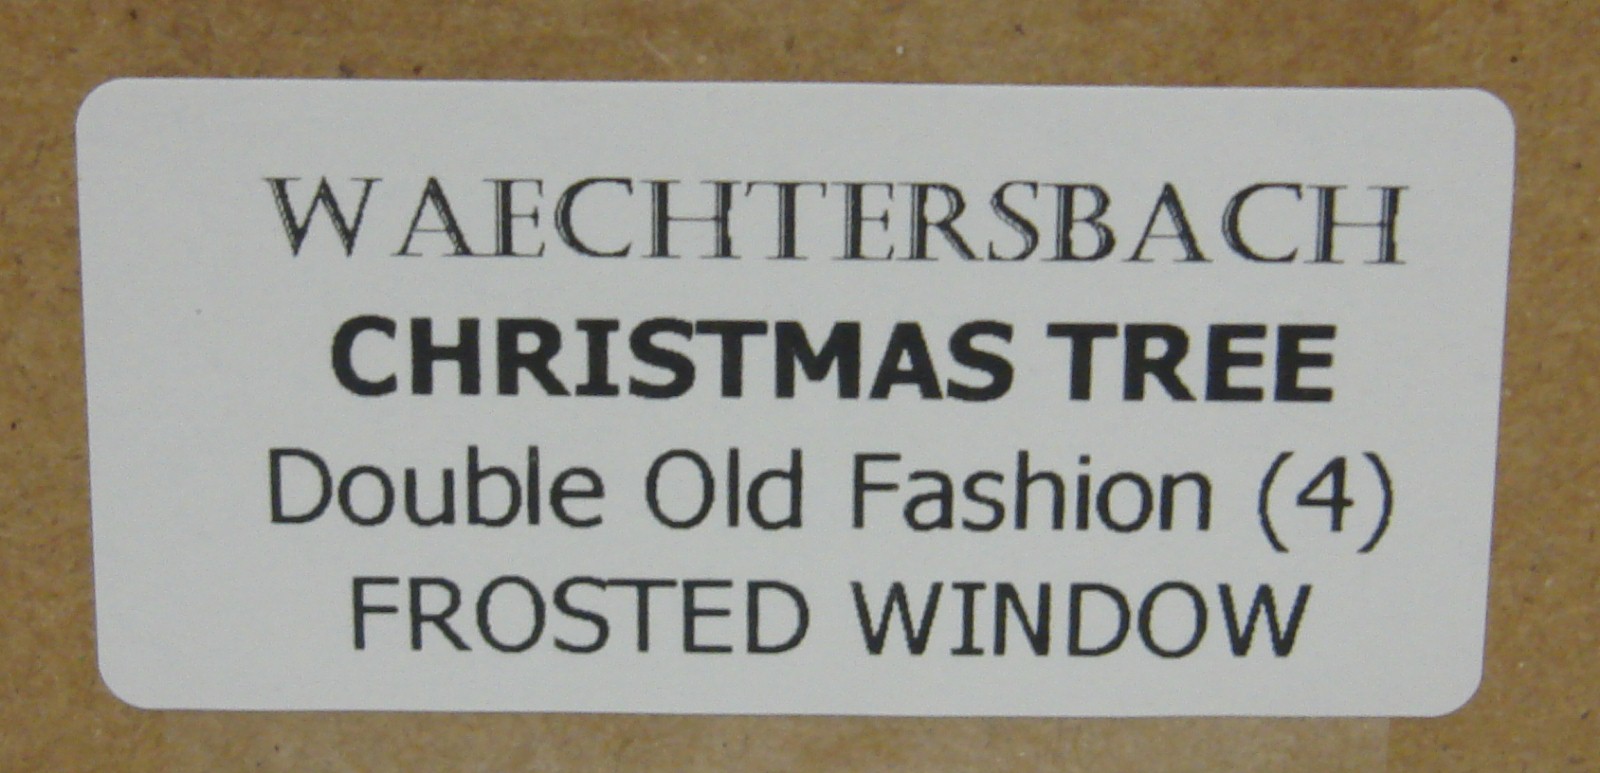 WAECHTERSBACH
CHRISTMAS TREE
Double Old Fashion (4)
FROSTED WINDOW